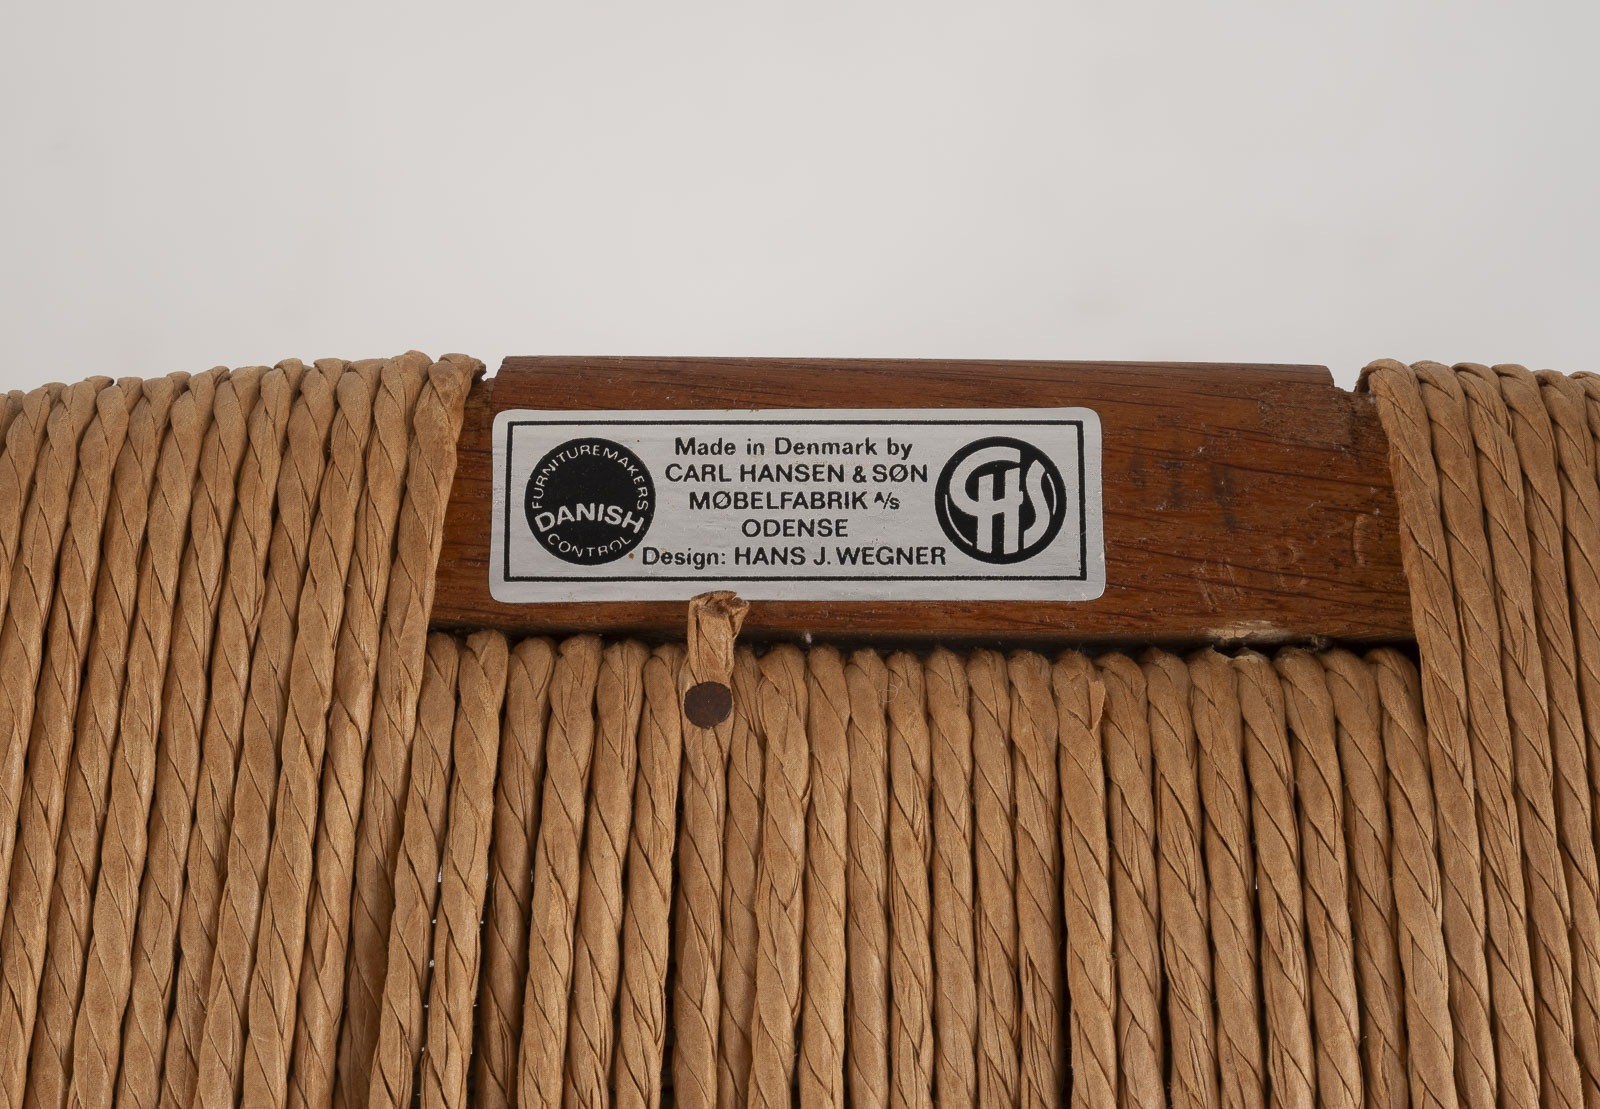 FURNITUREMAKERS
DANISH
CONTROL
Made in Denmark by
CARL HANSEN & SØN
MØBELFABRIK A/s
ODENSE
Design: HANS J. WEGNER
CHS